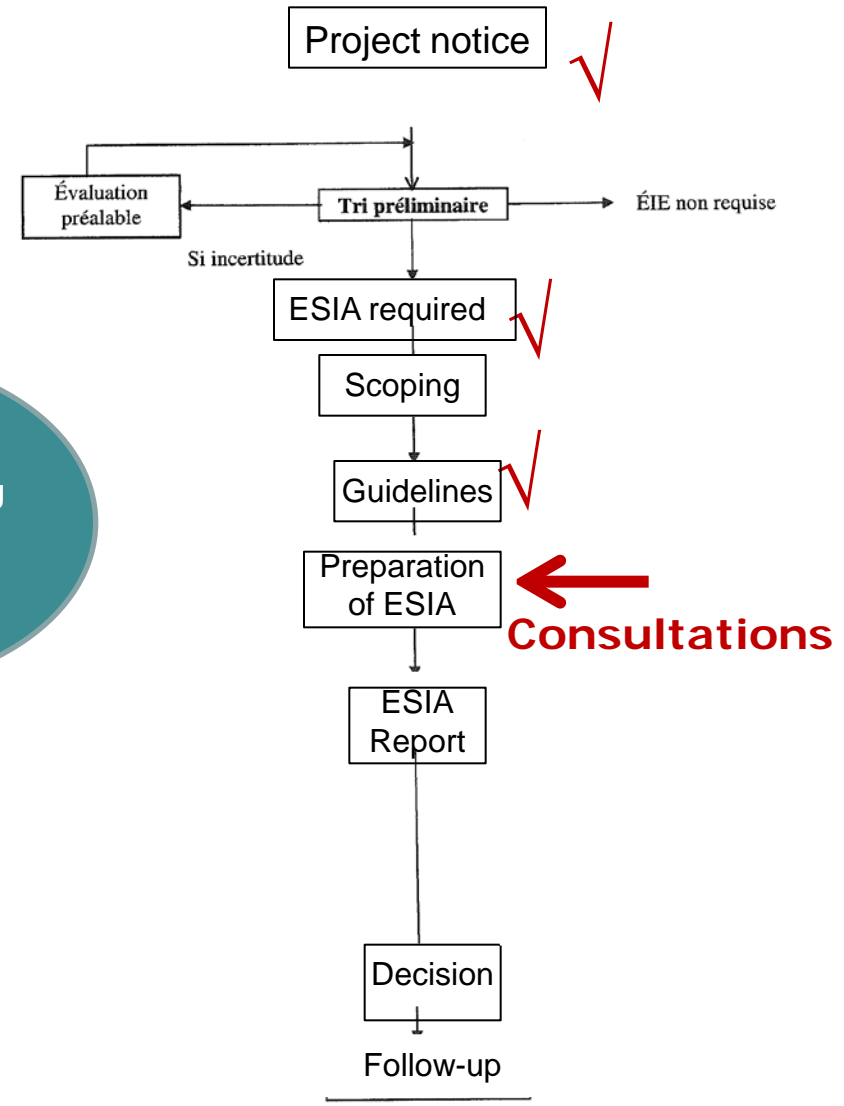 Project notice
√
Évaluation
préalable
Tri préliminaire
ÉIE non requise
Si incertitude
ESIA required
√
Scoping
Guidelines
√
Preparation
of ESIA
Consultations
ESIA
Report
Decision
Follow-up